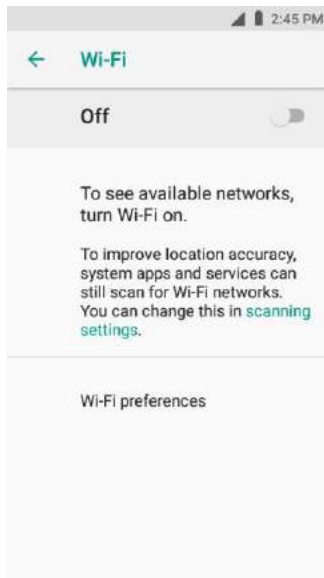 2:45 PM
Wi-Fi
Off
To see available networks,
turn Wi-Fi on.
To improve location accuracy,
system apps and services can
still scan for Wi-Fi networks.
You can change this in scanning
settings.
Wi-Fi preferences